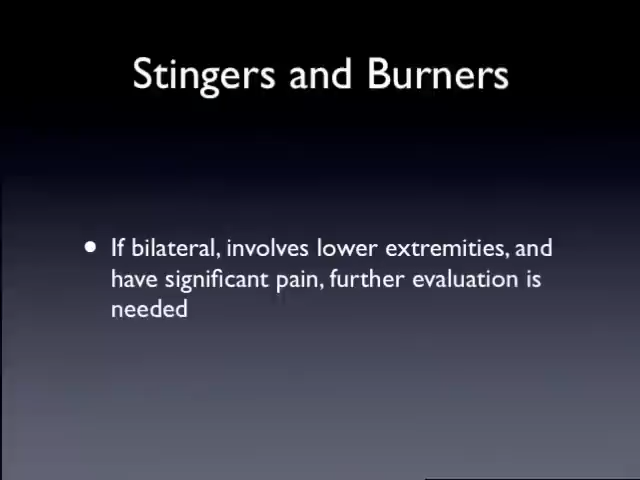 Stingers and Burners
• If bilateral, involves lower extremities, and
have significant pain, further evaluation is
needed